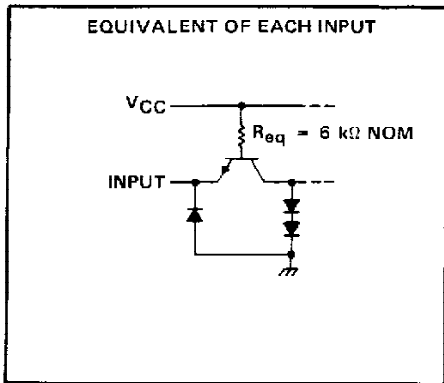 EQUIVALENT OF EACH INPUT
VCC
Req = 6 kΩ NOM
INPUT